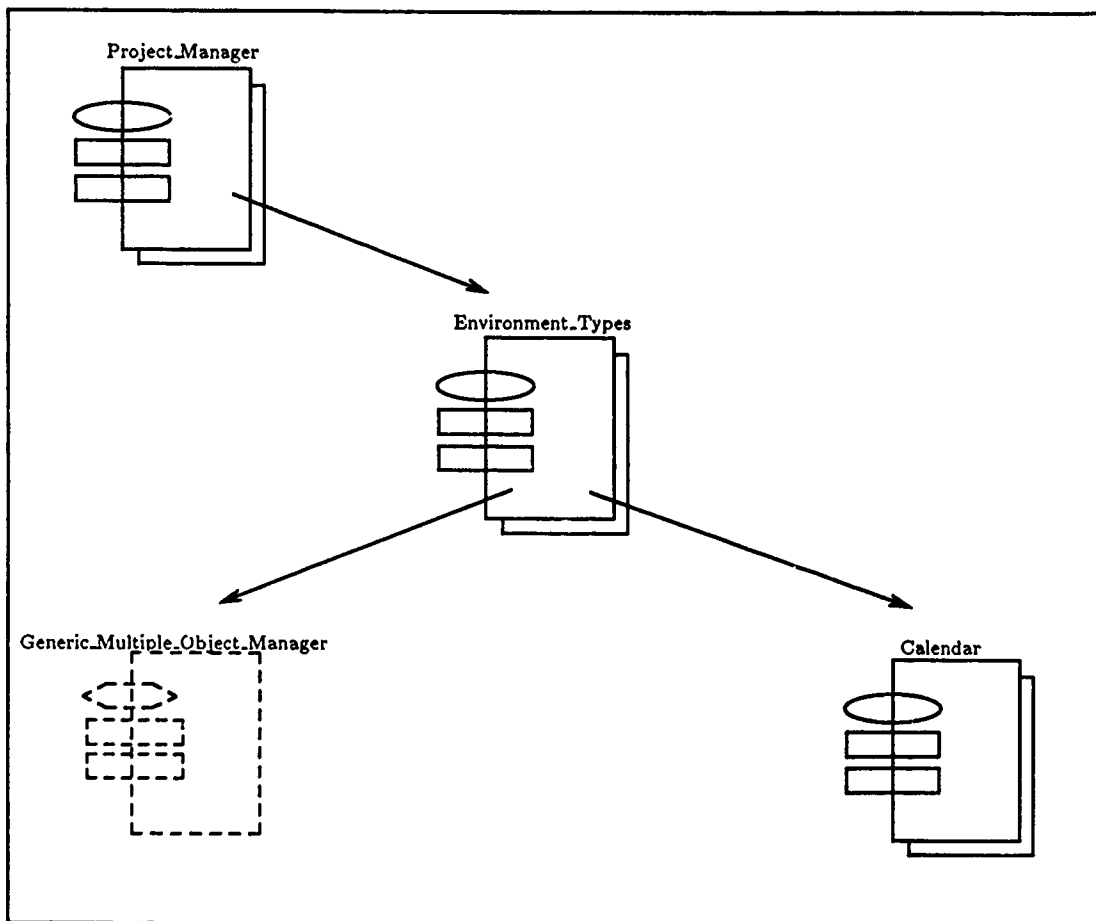 Project_Manager
Environment_Types
Generic_Multiple_Object_Manager
Calendar